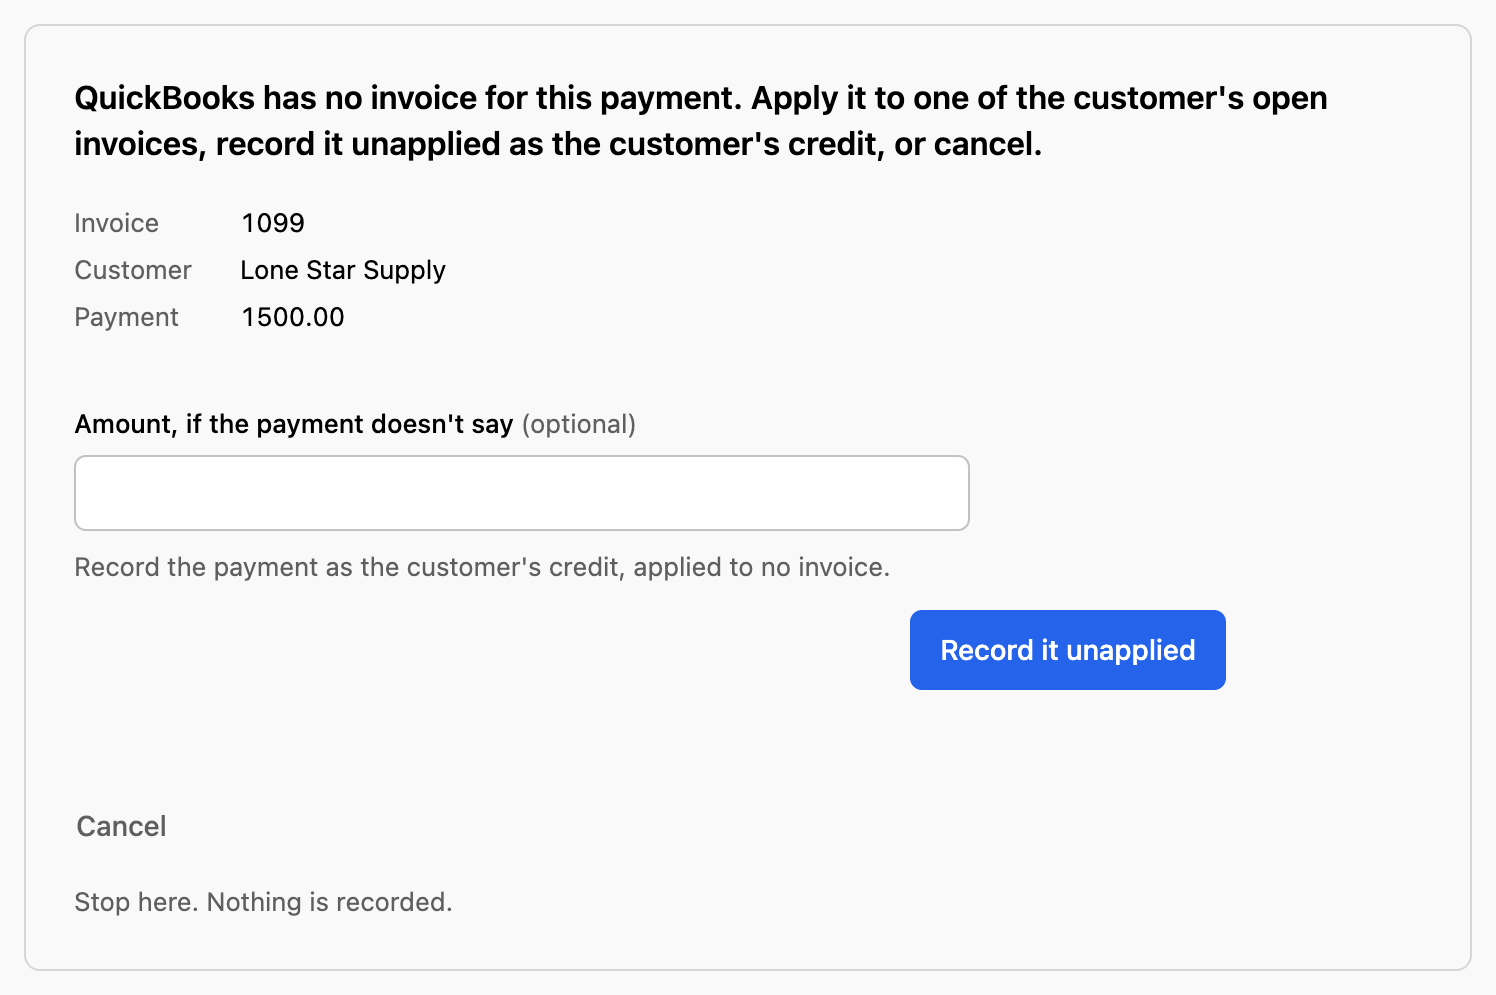 QuickBooks has no invoice for this payment. Apply it to one of the customer's open
invoices, record it unapplied as the customer's credit, or cancel.
Invoice 1099
Customer Lone Star Supply
Payment 1500.00
Amount, if the payment doesn't say (optional)
Record the payment as the customer's credit, applied to no invoice.
Record it unapplied
Cancel
Stop here. Nothing is recorded.